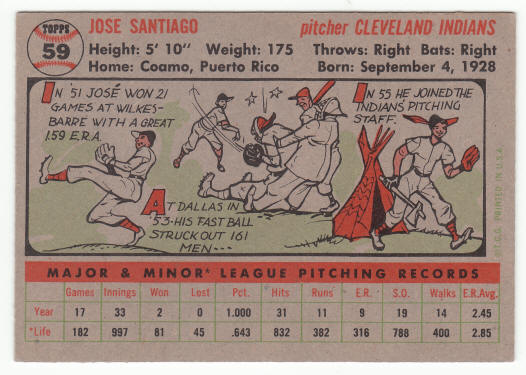 TOPPS
59
JOSE SANTIAGO
pitcher CLEVELAND INDIANS
Height: 5' 10" Weight: 175 Throws: Right Bats: Right
Home: Coamo, Puerto Rico Born: September 4, 1928
IN '51 JOSÉ WON 21
GAMES AT WILKES-
BARRE WITH A GREAT
1.59 E.R.A.
AT DALLAS IN
'53-HIS FAST BALL
STRUCK OUT 161
MEN---
IN '55 HE JOINED THE
INDIANS PITCHING
STAFF.
©T.C.G. PRINTED IN U.S.A.
MAJOR & MINOR* LEAGUE PITCHING RECORDS
Games Innings Won Lost Pct. Hits Runs E.R. S.O. Walks E.R.Avg.
Year 17 33 2 0 1.000 31 11 9 19 14 2.45
*Life 182 997 81 45 .643 832 382 316 788 400 2.85